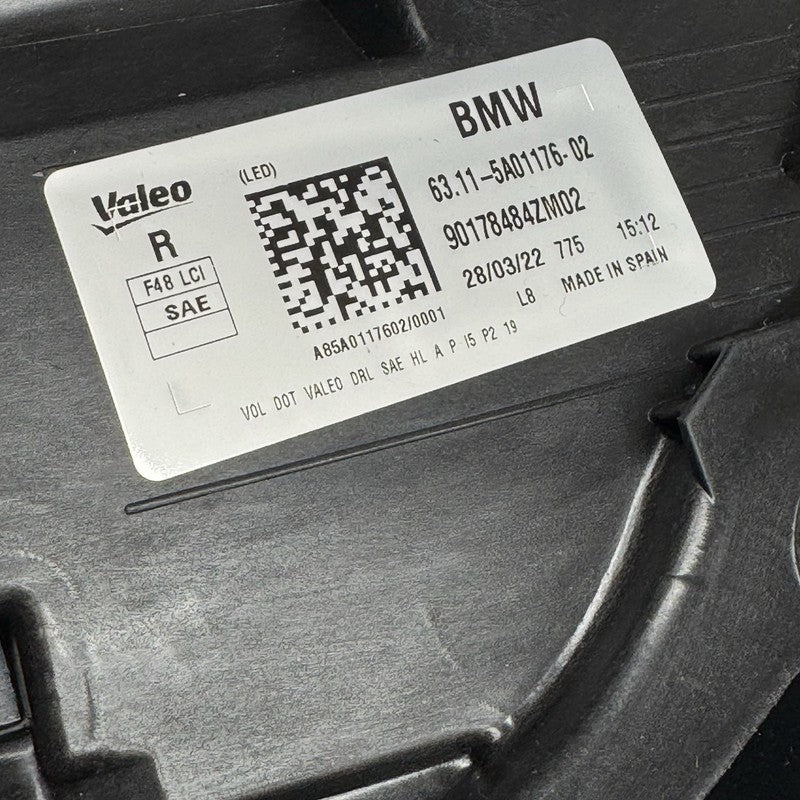 Valeo
R
F48 LCI
SAE
(LED)
A85A0117602/0001
BMW
63.11-5A01176-02
90178484ZM02
28/03/22 775 15:12
L8 MADE IN SPAIN
VOL DOT VALEO DRL SAE HL A P I5 P2 19